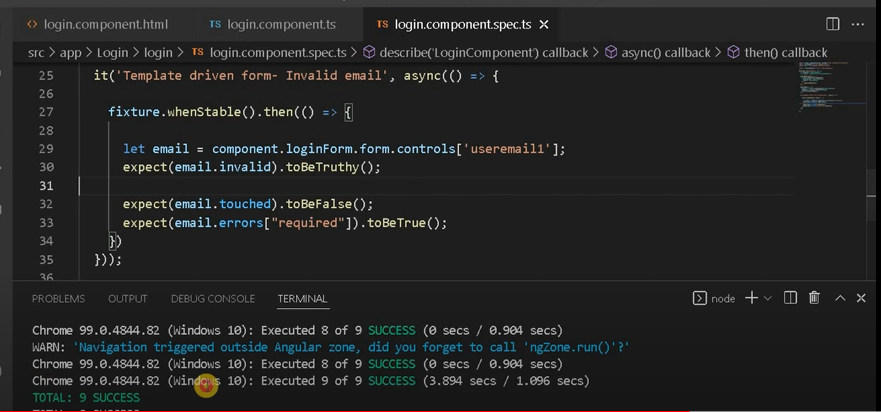 login.component.html TS login.component.ts TS login.component.spec.ts
src > app > Login > login > TS login.component.spec.ts > describe('LoginComponent') callback > async() callback > then() callback
25 it('Template driven form- Invalid email', async(() => {
26
27 fixture.whenStable().then(() => {
28
29 let email = component.loginForm.form.controls['useremail1'];
30 expect(email.invalid).toBeTruthy();
31
32 expect(email.touched).toBeFalse();
33 expect(email.errors["required"]).toBeTrue();
34 })
35 }));
36
PROBLEMS OUTPUT DEBUG CONSOLE TERMINAL node
Chrome 99.0.4844.82 (Windows 10): Executed 8 of 9 SUCCESS (0 secs / 0.904 secs)
WARN: 'Navigation triggered outside Angular zone, did you forget to call 'ngZone.run()'?'
Chrome 99.0.4844.82 (Windows 10): Executed 8 of 9 SUCCESS (0 secs / 0.904 secs)
Chrome 99.0.4844.82 (Windows 10): Executed 9 of 9 SUCCESS (3.894 secs / 1.096 secs)
TOTAL: 9 SUCCESS